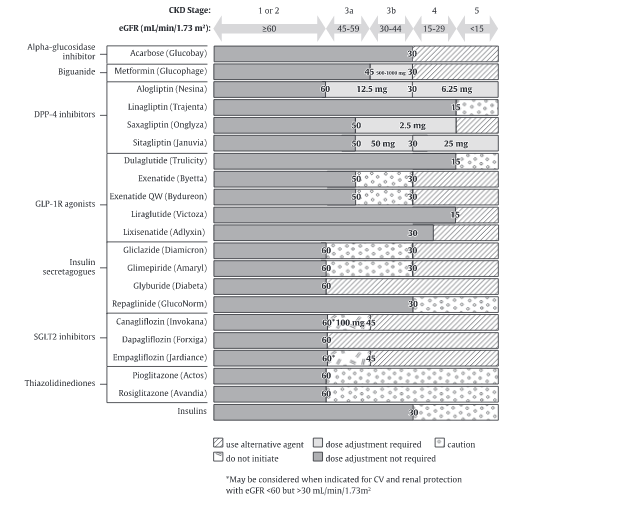 CKD Stage: 1 or 2 3a 3b 4 5
eGFR (mL/min/1.73 m²): ≥60 45-59 30-44 15-29 <15
Alpha-glucosidase inhibitor
Acarbose (Glucobay) 30
Biguanide
Metformin (Glucophage) 45 500-1000 mg 30
DPP-4 inhibitors
Alogliptin (Nesina) 60 12.5 mg 30 6.25 mg
Linagliptin (Trajenta) 15
Saxagliptin (Onglyza) 50 2.5 mg
Sitagliptin (Januvia) 50 50 mg 30 25 mg
GLP-1R agonists
Dulaglutide (Trulicity) 15
Exenatide (Byetta) 50 30
Exenatide QW (Bydureon) 50 30
Liraglutide (Victoza) 15
Lixisenatide (Adlyxin) 30
Insulin secretagogues
Gliclazide (Diamicron) 60 30
Glimepiride (Amaryl) 60 30
Glyburide (Diabeta) 60
Repaglinide (GlucoNorm) 30
SGLT2 inhibitors
Canagliflozin (Invokana) 60* 100 mg 45
Dapagliflozin (Forxiga) 60
Empagliflozin (Jardiance) 60* 45
Thiazolidinediones
Pioglitazone (Actos) 60
Rosiglitazone (Avandia) 60
Insulins 30
use alternative agent dose adjustment required caution
do not initiate dose adjustment not required
*May be considered when indicated for CV and renal protection
with eGFR <60 but >30 mL/min/1.73m²